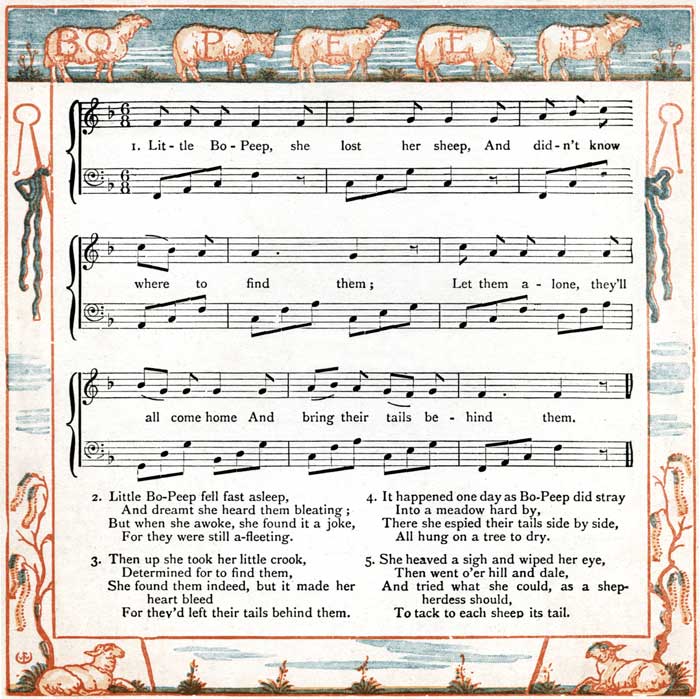 BO P E E P
1. Lit-tle Bo-Peep, she lost her sheep, And did-n't know
where to find them; Let them a-lone, they'll
all come home And bring their tails be-hind them.
2. Little Bo-Peep fell fast asleep,
And dreamt she heard them bleating;
But when she awoke, she found it a joke,
For they were still a-fleeting.
3. Then up she took her little crook,
Determined for to find them,
She found them indeed, but it made her
heart bleed
For they'd left their tails behind them.
4. It happened one day as Bo-Peep did stray
Into a meadow hard by,
There she espied their tails side by side,
All hung on a tree to dry.
5. She heaved a sigh and wiped her eye,
Then went o'er hill and dale,
And tried what she could, as a shep-
herdess should,
To tack to each sheep its tail.